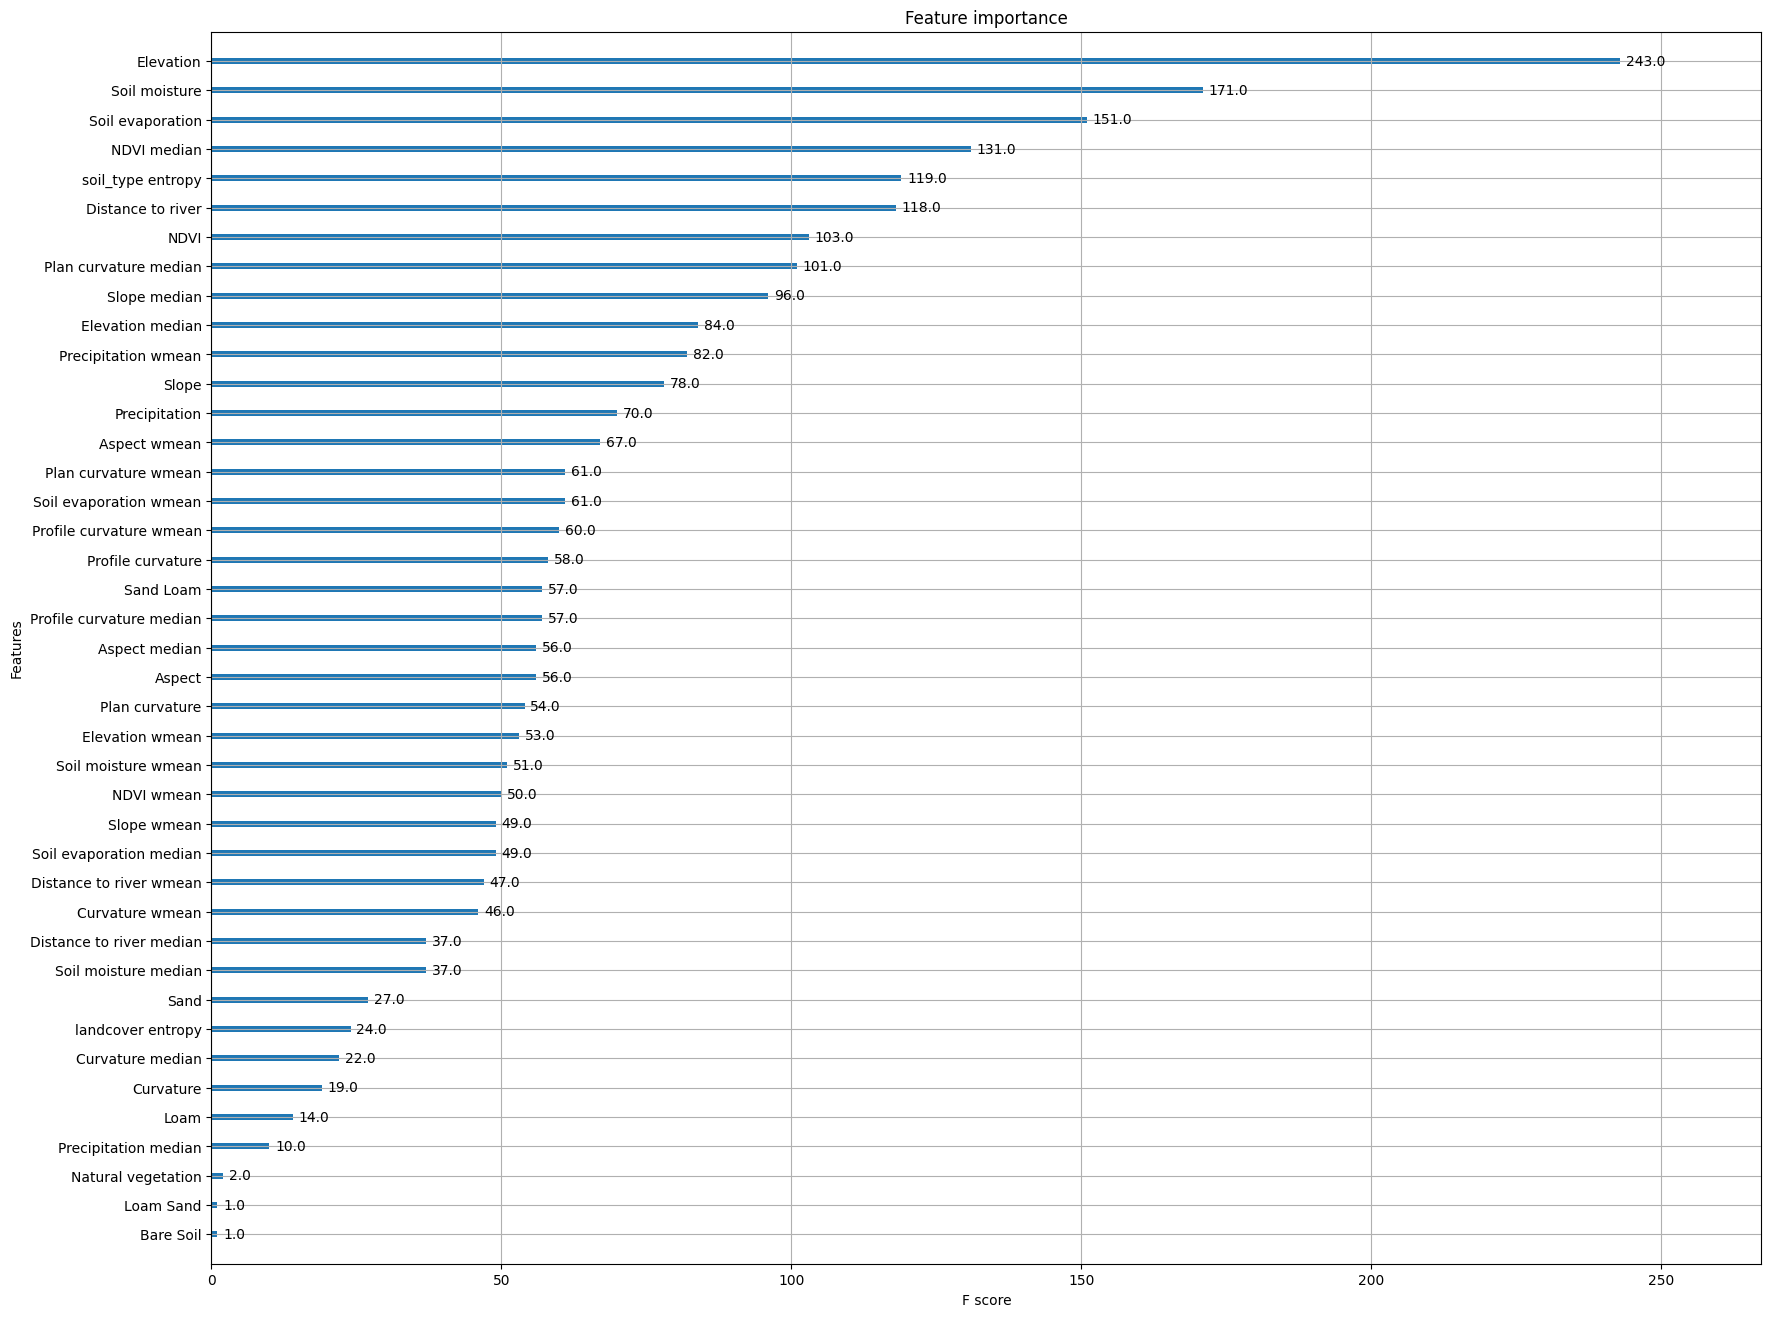 Feature importance
Elevation 243.0
Soil moisture 171.0
Soil evaporation 151.0
NDVI median 131.0
soil_type entropy 119.0
Distance to river 118.0
NDVI 103.0
Plan curvature median 101.0
Slope median 96.0
Elevation median 84.0
Precipitation wmean 82.0
Slope 78.0
Precipitation 70.0
Aspect wmean 67.0
Plan curvature wmean 61.0
Soil evaporation wmean 61.0
Profile curvature wmean 60.0
Profile curvature 58.0
Sand Loam 57.0
Profile curvature median 57.0
Aspect median 56.0
Aspect 56.0
Plan curvature 54.0
Elevation wmean 53.0
Soil moisture wmean 51.0
NDVI wmean 50.0
Slope wmean 49.0
Soil evaporation median 49.0
Distance to river wmean 47.0
Curvature wmean 46.0
Distance to river median 37.0
Soil moisture median 37.0
Sand 27.0
landcover entropy 24.0
Curvature median 22.0
Curvature 19.0
Loam 14.0
Precipitation median 10.0
Natural vegetation 2.0
Loam Sand 1.0
Bare Soil 1.0
Features
0 50 100 150 200 250
F score